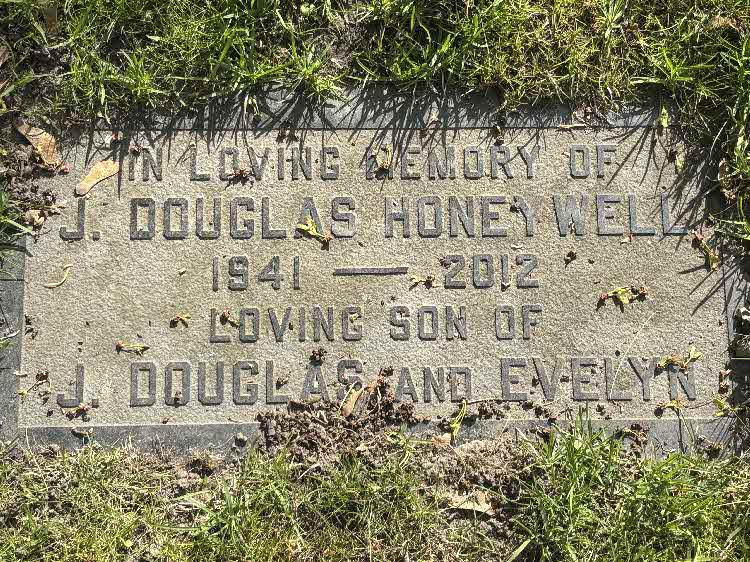 IN LOVING MEMORY OF
J. DOUGLAS HONEYWELL
1941 — 2012
LOVING SON OF
J. DOUGLAS AND EVELYN